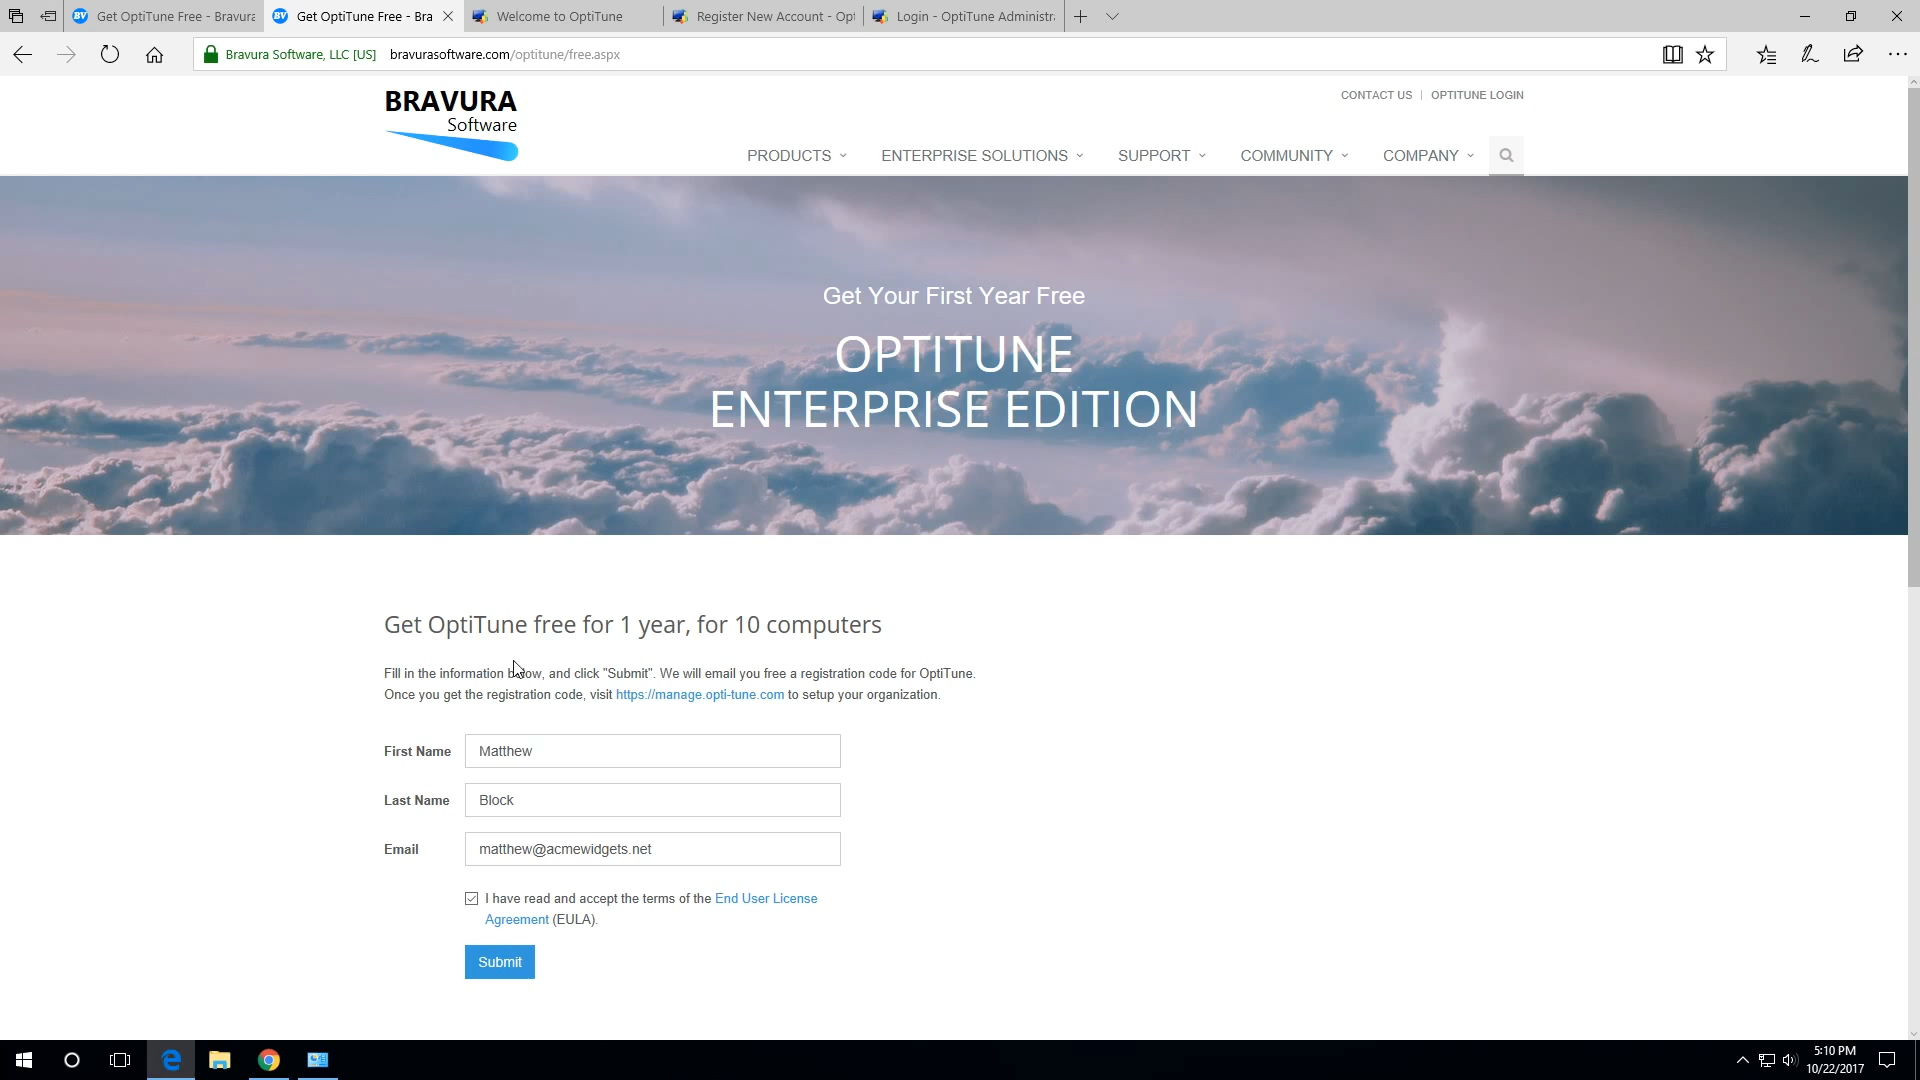 Get OptiTune Free - Bravura
Get OptiTune Free - Bra
Welcome to OptiTune
Register New Account - Opt
Login - OptiTune Administra
Bravura Software, LLC [US]
bravurasoftware.com/optitune/free.aspx
BRAVURA
Software
CONTACT US
OPTITUNE LOGIN
PRODUCTS
ENTERPRISE SOLUTIONS
SUPPORT
COMMUNITY
COMPANY
Get Your First Year Free
OPTITUNE
ENTERPRISE EDITION
Get OptiTune free for 1 year, for 10 computers
Fill in the information below, and click "Submit". We will email you free a registration code for OptiTune.
Once you get the registration code, visit https://manage.opti-tune.com to setup your organization.
First Name Matthew
Last Name Block
Email matthew@acmewidgets.net
I have read and accept the terms of the End User License
Agreement (EULA).
Submit
5:10 PM
10/22/2017